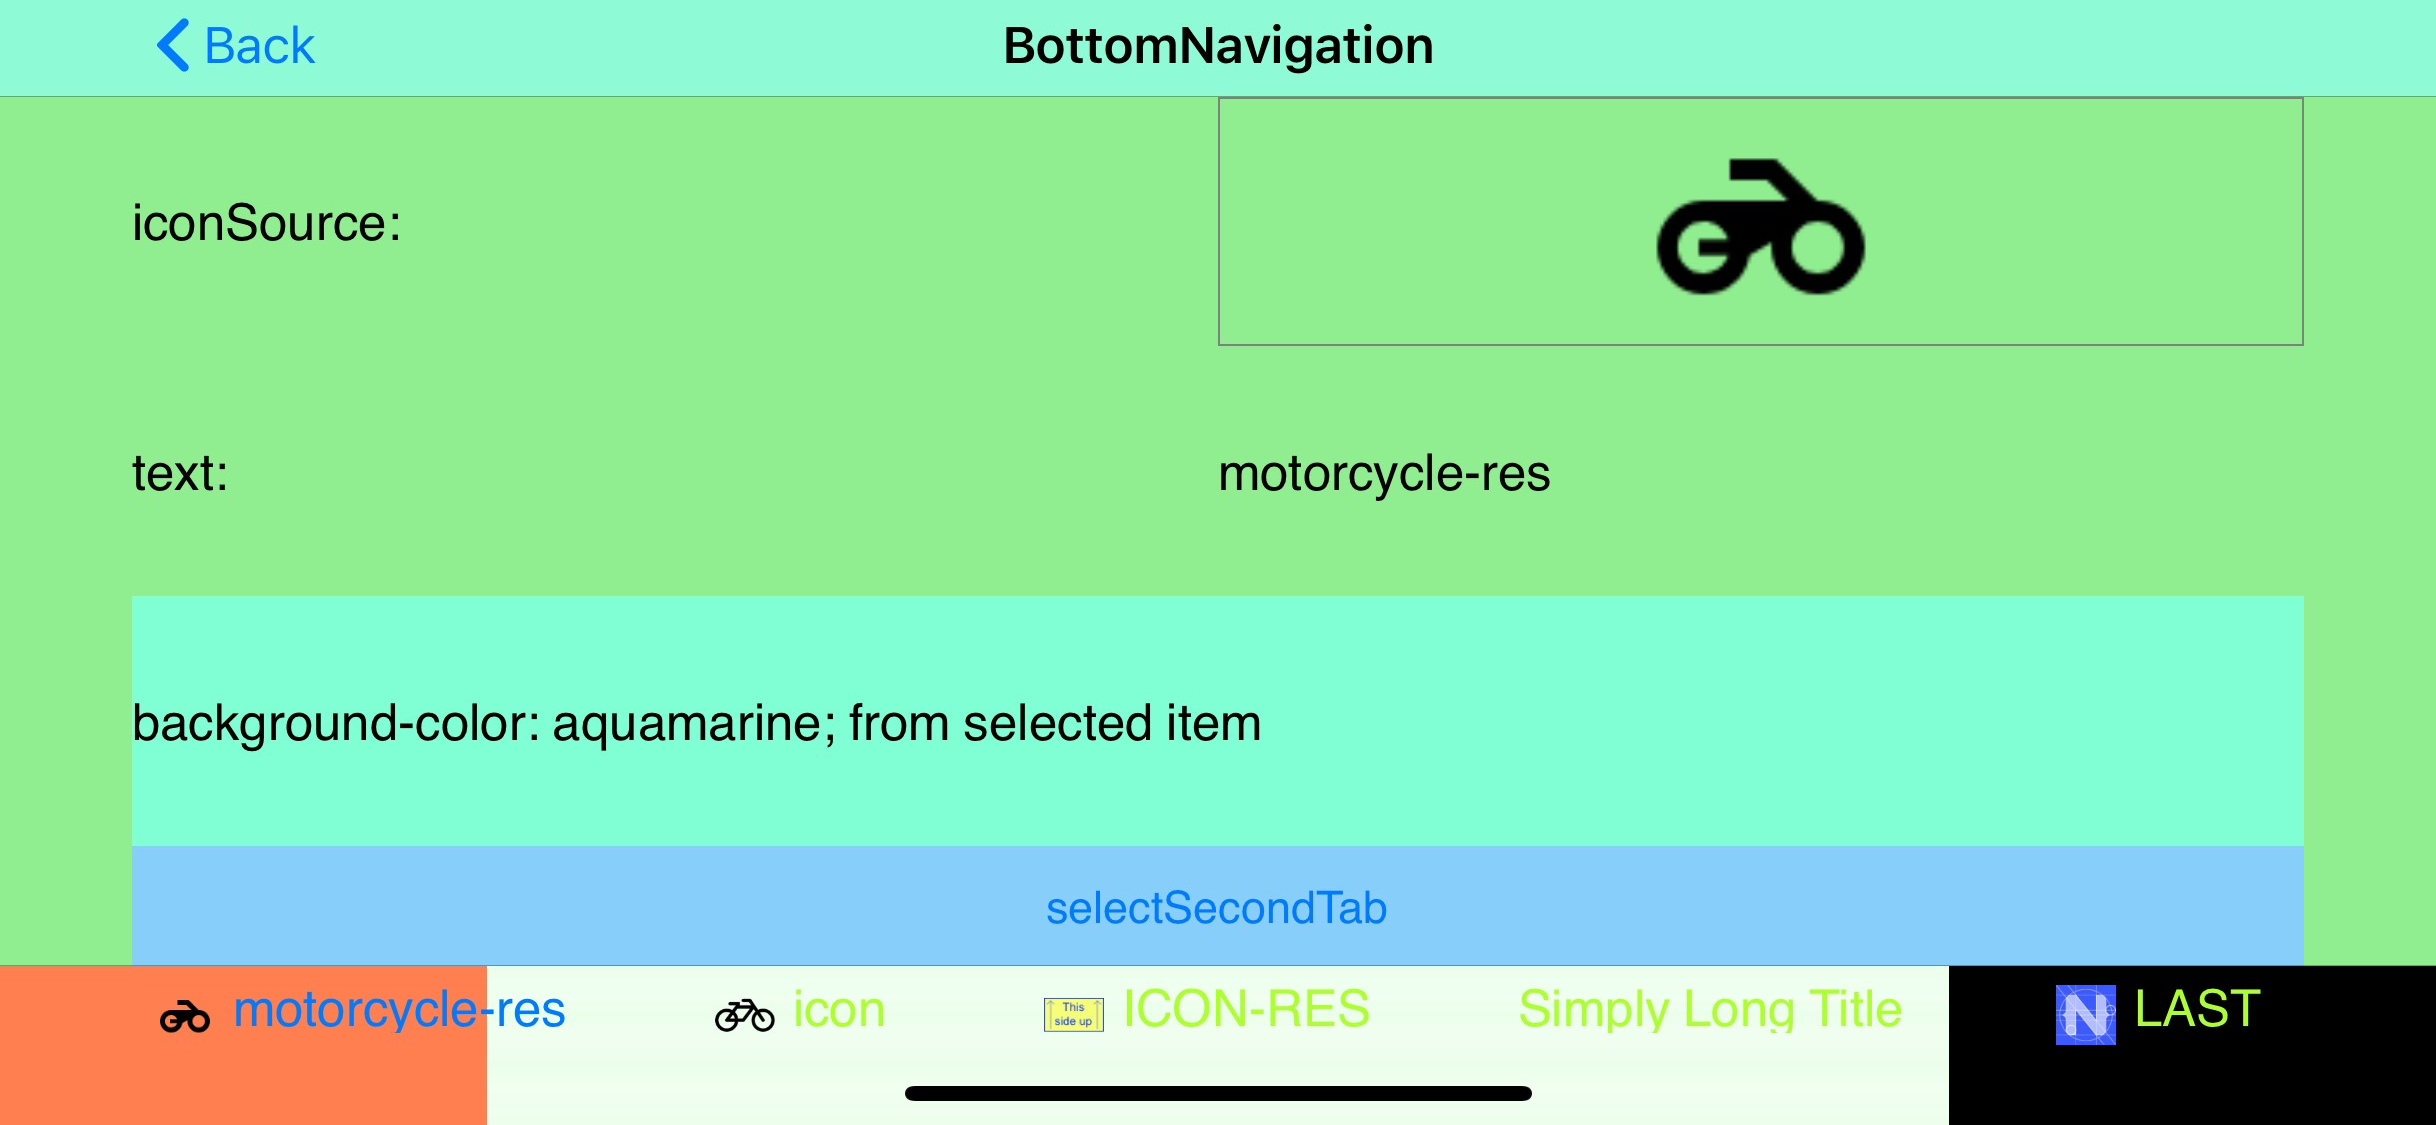 Back
BottomNavigation
iconSource:
text:
motorcycle-res
background-color: aquamarine; from selected item
selectSecondTab
motorcycle-res
icon
This
side up
ICON-RES
Simply Long Title
N
LAST